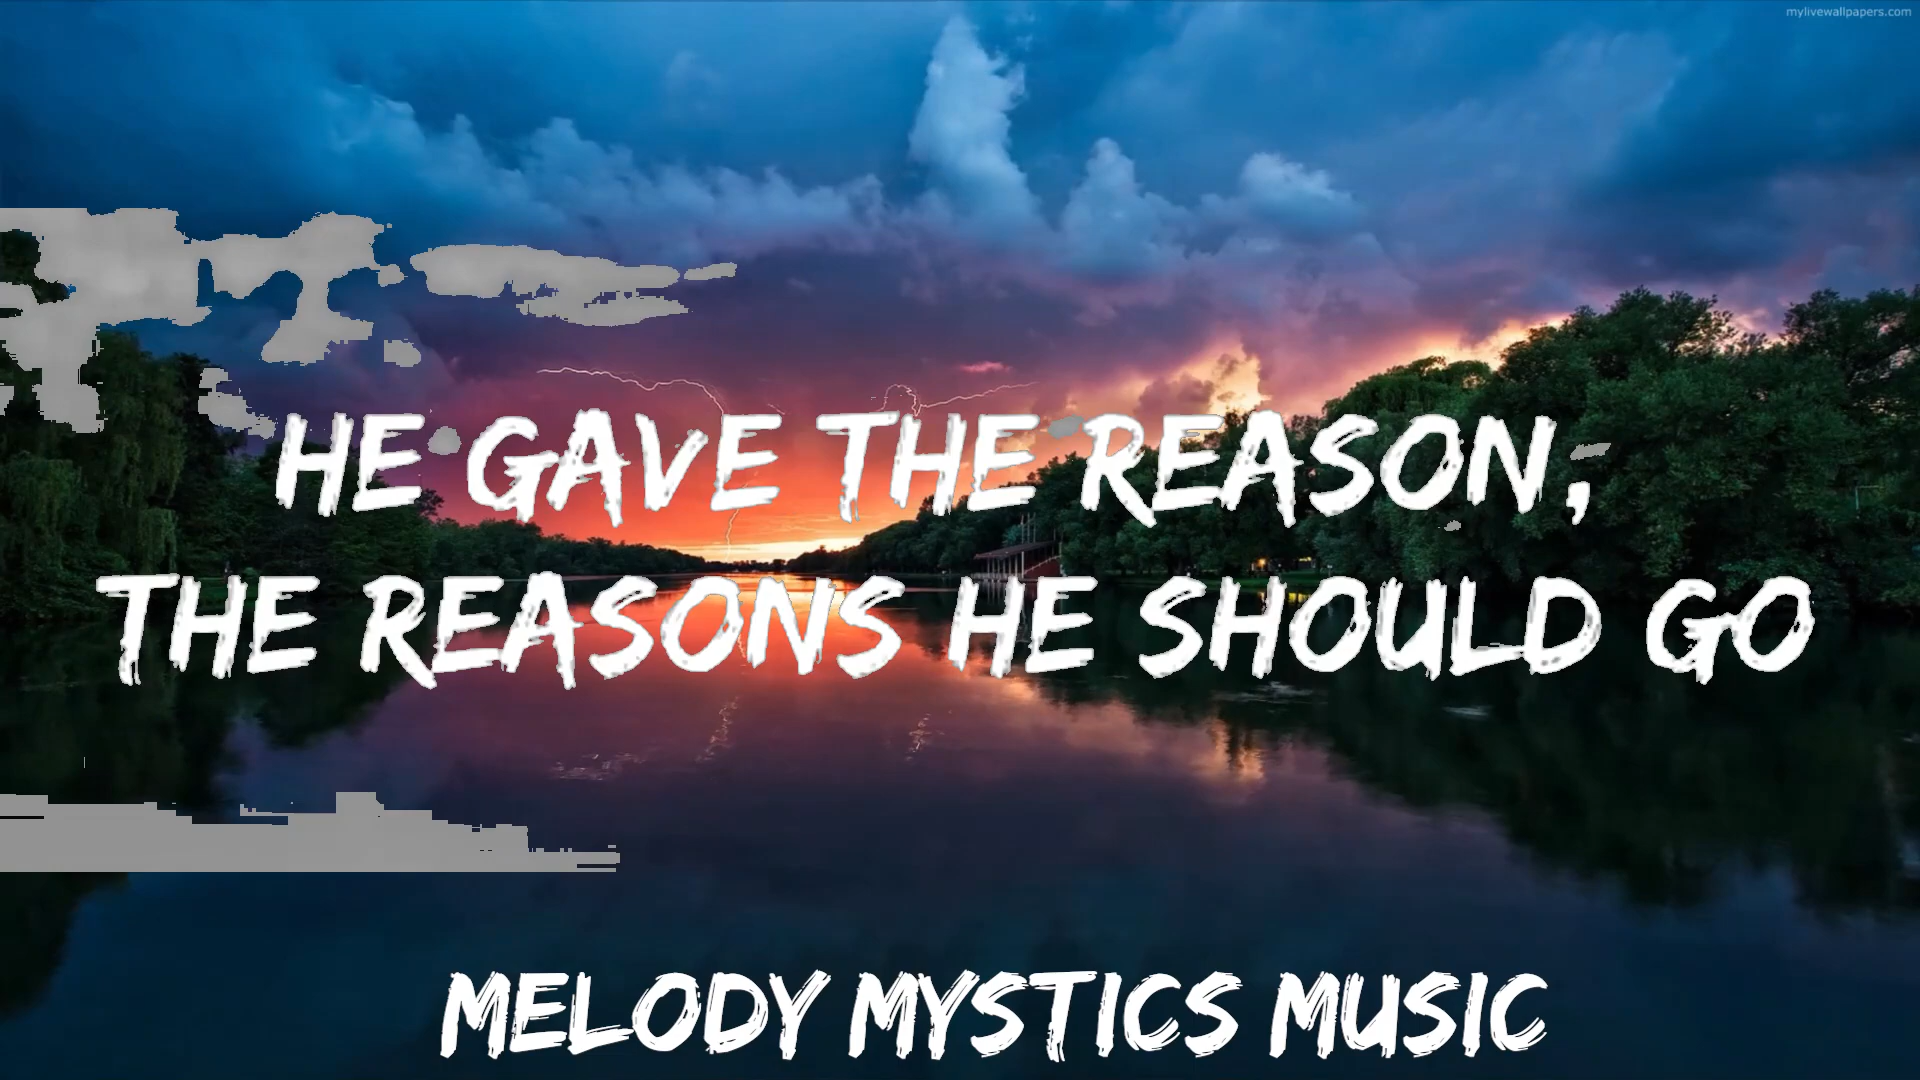 mylivewallpapers.com
HE GAVE THE REASON,
THE REASONS HE SHOULD GO
MELODY MYSTICS MUSIC